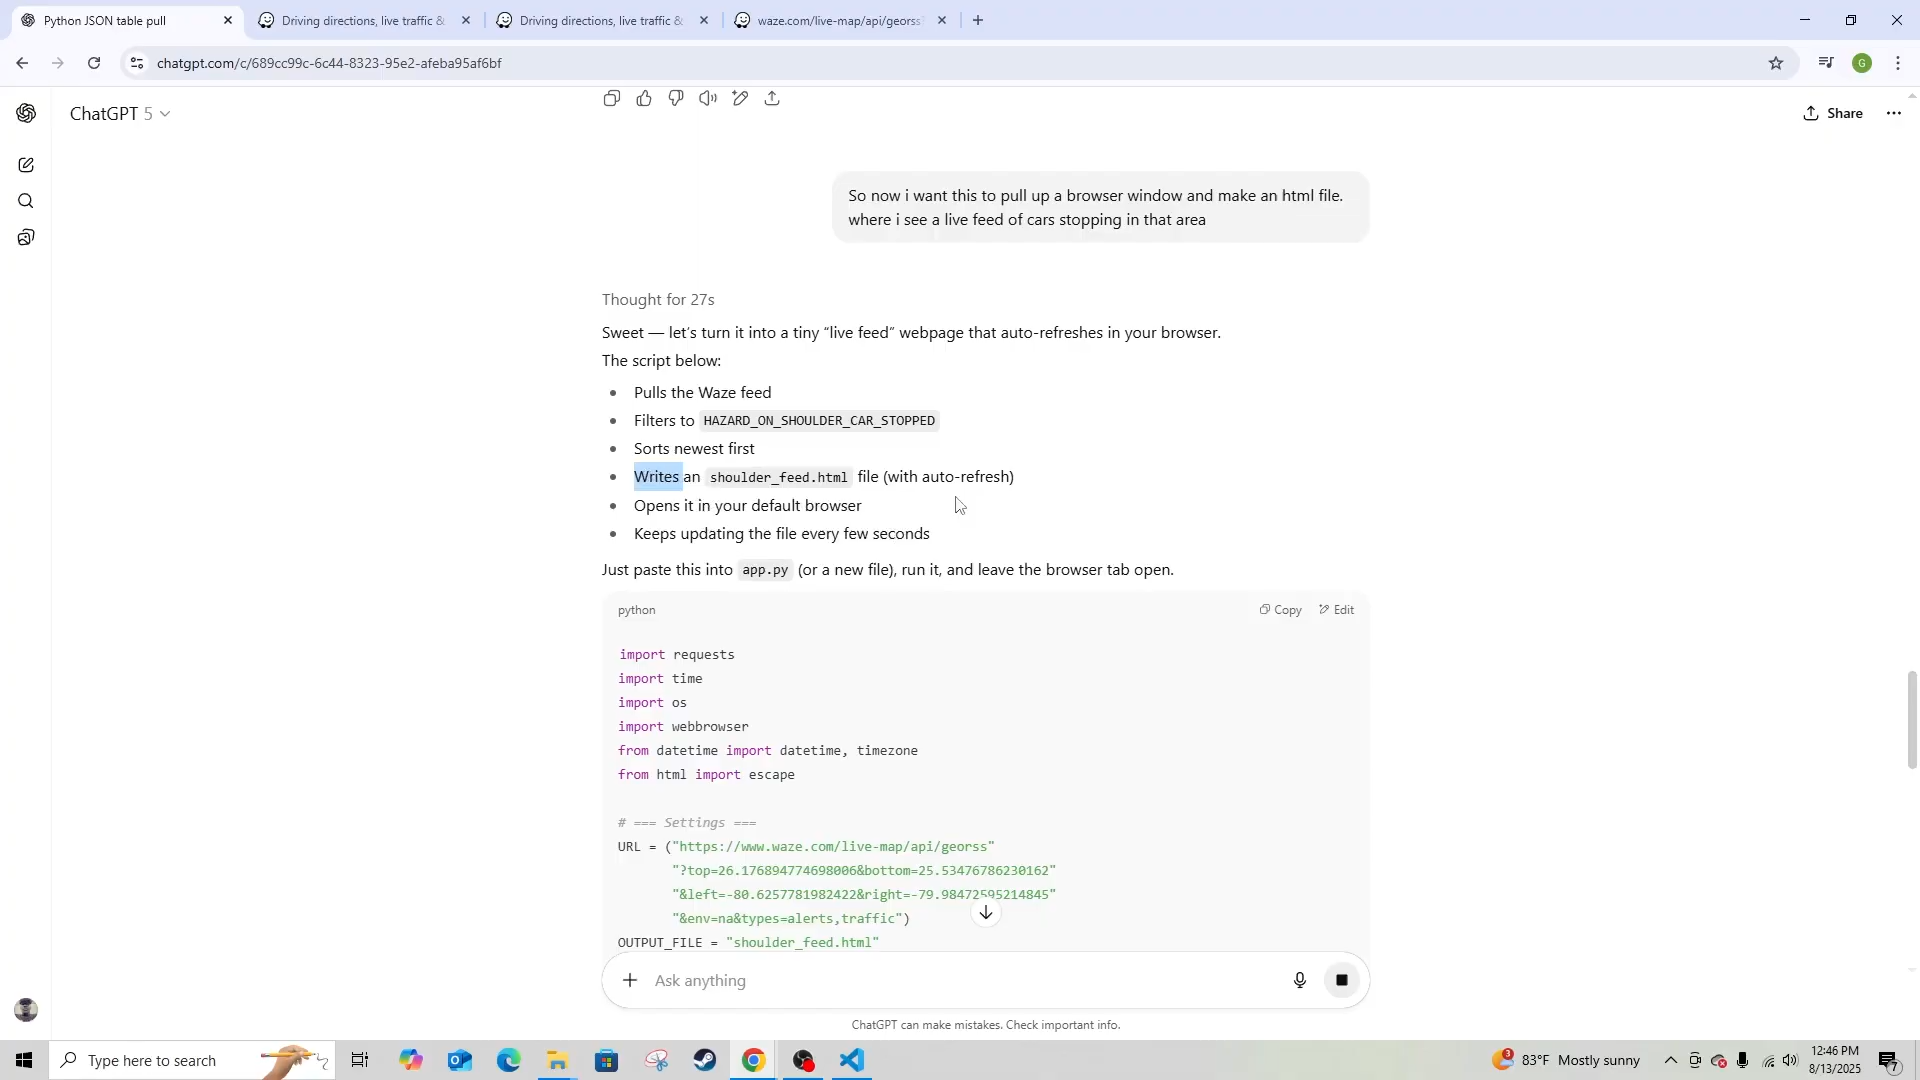 Python JSON table pull
Driving directions, live traffic &
Driving directions, live traffic &
waze.com/live-map/api/georss?
chatgpt.com/c/689cc99c-6c44-8323-95e2-afeba95af6bf
G
ChatGPT 5
Share
So now i want this to pull up a browser window and make an html file.
where i see a live feed of cars stopping in that area
Thought for 27s
Sweet — let's turn it into a tiny “live feed” webpage that auto-refreshes in your browser.
The script below:
Pulls the Waze feed
Filters to HAZARD_ON_SHOULDER_CAR_STOPPED
Sorts newest first
Writes an shoulder_feed.html file (with auto-refresh)
Opens it in your default browser
Keeps updating the file every few seconds
Just paste this into app.py (or a new file), run it, and leave the browser tab open.
python
Copy
Edit
import requests
import time
import os
import webbrowser
from datetime import datetime, timezone
from html import escape
# === Settings ===
URL = ("https://www.waze.com/live-map/api/georss"
"?top=26.176894774698006&bottom=25.53476786230162"
"&left=-80.6257781982422&right=-79.98472595214845"
"&env=na&types=alerts,traffic")
OUTPUT_FILE = "shoulder_feed.html"
Ask anything
ChatGPT can make mistakes. Check important info.
Type here to search
3
83°F Mostly sunny
12:46 PM
8/13/2025
7